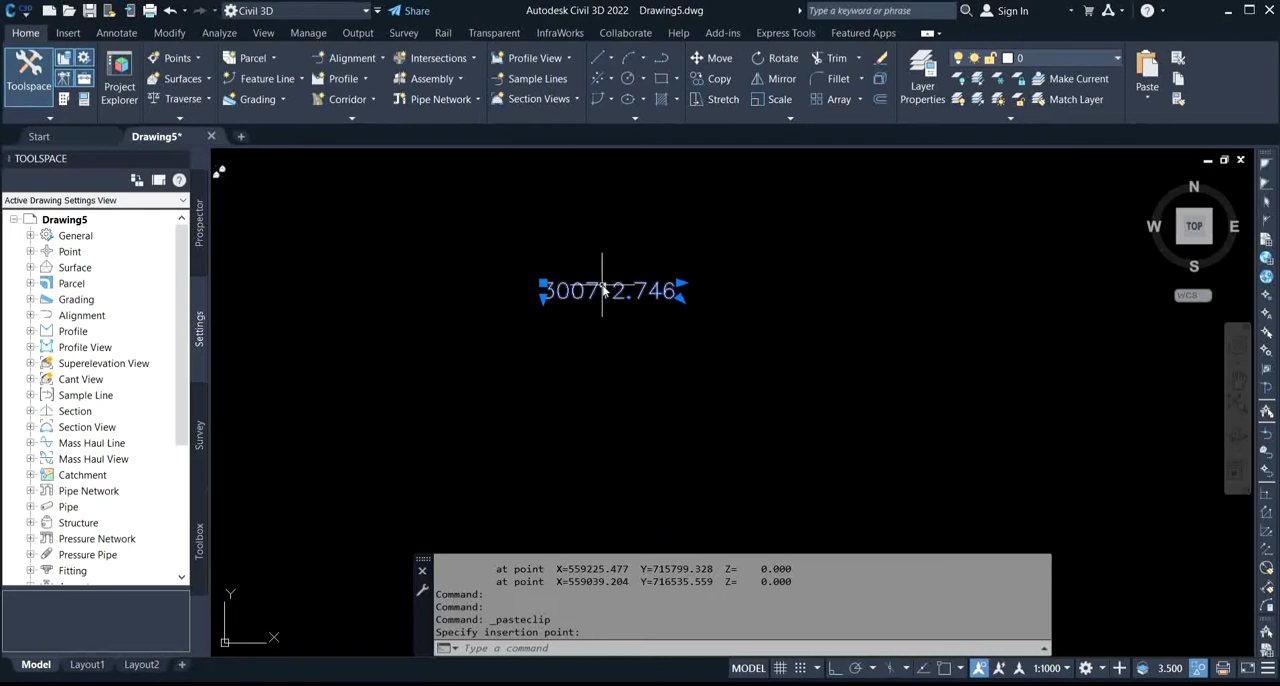 Civil 3D
Share
Autodesk Civil 3D 2022 Drawing5.dwg
Type a keyword or phrase
Sign In
Home Insert Annotate Modify Analyze View Manage Output Survey Rail Transparent InfraWorks Collaborate Help Add-ins Express Tools Featured Apps
Toolspace
Project Explorer
Points Parcel Alignment Intersections Profile View Move Rotate Trim 0
Surfaces Feature Line Profile Assembly Sample Lines Copy Mirror Fillet Make Current
Traverse Grading Corridor Pipe Network Section Views Stretch Scale Array Match Layer
Layer Properties
Paste
Start Drawing5*
TOOLSPACE
Active Drawing Settings View
Drawing5
General
Point
Surface
Parcel
Grading
Alignment
Profile
Profile View
Superelevation View
Cant View
Sample Line
Section
Section View
Mass Haul Line
Mass Haul View
Catchment
Pipe Network
Pipe
Structure
Pressure Network
Pressure Pipe
Fitting
Prospector
Settings
Survey
Toolbox
N
W TOP E
S
WCS
Y
X
at point X=559225.477 Y=715799.328 Z= 0.000
at point X=559039.204 Y=716535.559 Z= 0.000
Command:
Command:
Command: _pasteclip
Specify insertion point:
Type a command
Model Layout1 Layout2
MODEL 1:1000 3.500